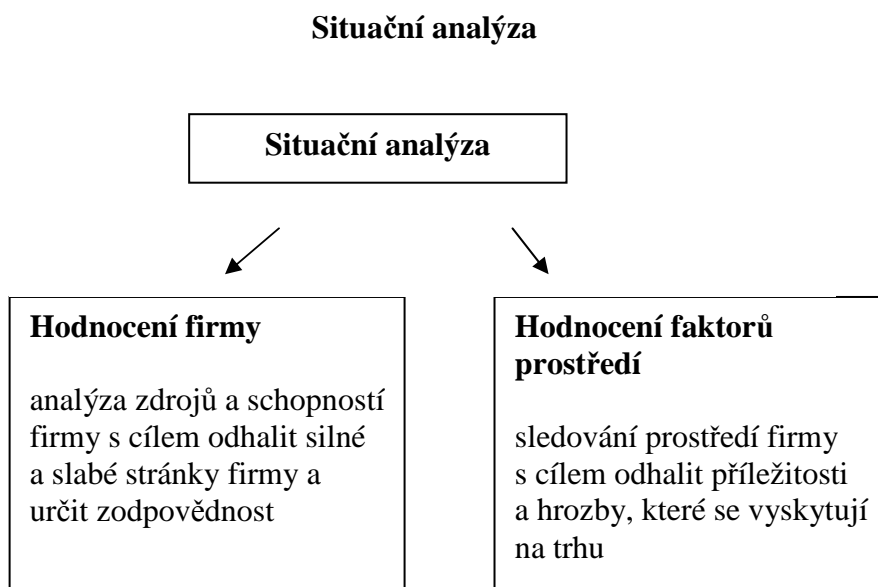 Situační analýza
Situační analýza
Hodnocení firmy
analýza zdrojů a schopností
firmy s cílem odhalit silné
a slabé stránky firmy a
určit zodpovědnost
Hodnocení faktorů
prostředí
sledování prostředí firmy
s cílem odhalit příležitosti
a hrozby, které se vyskytují
na trhu